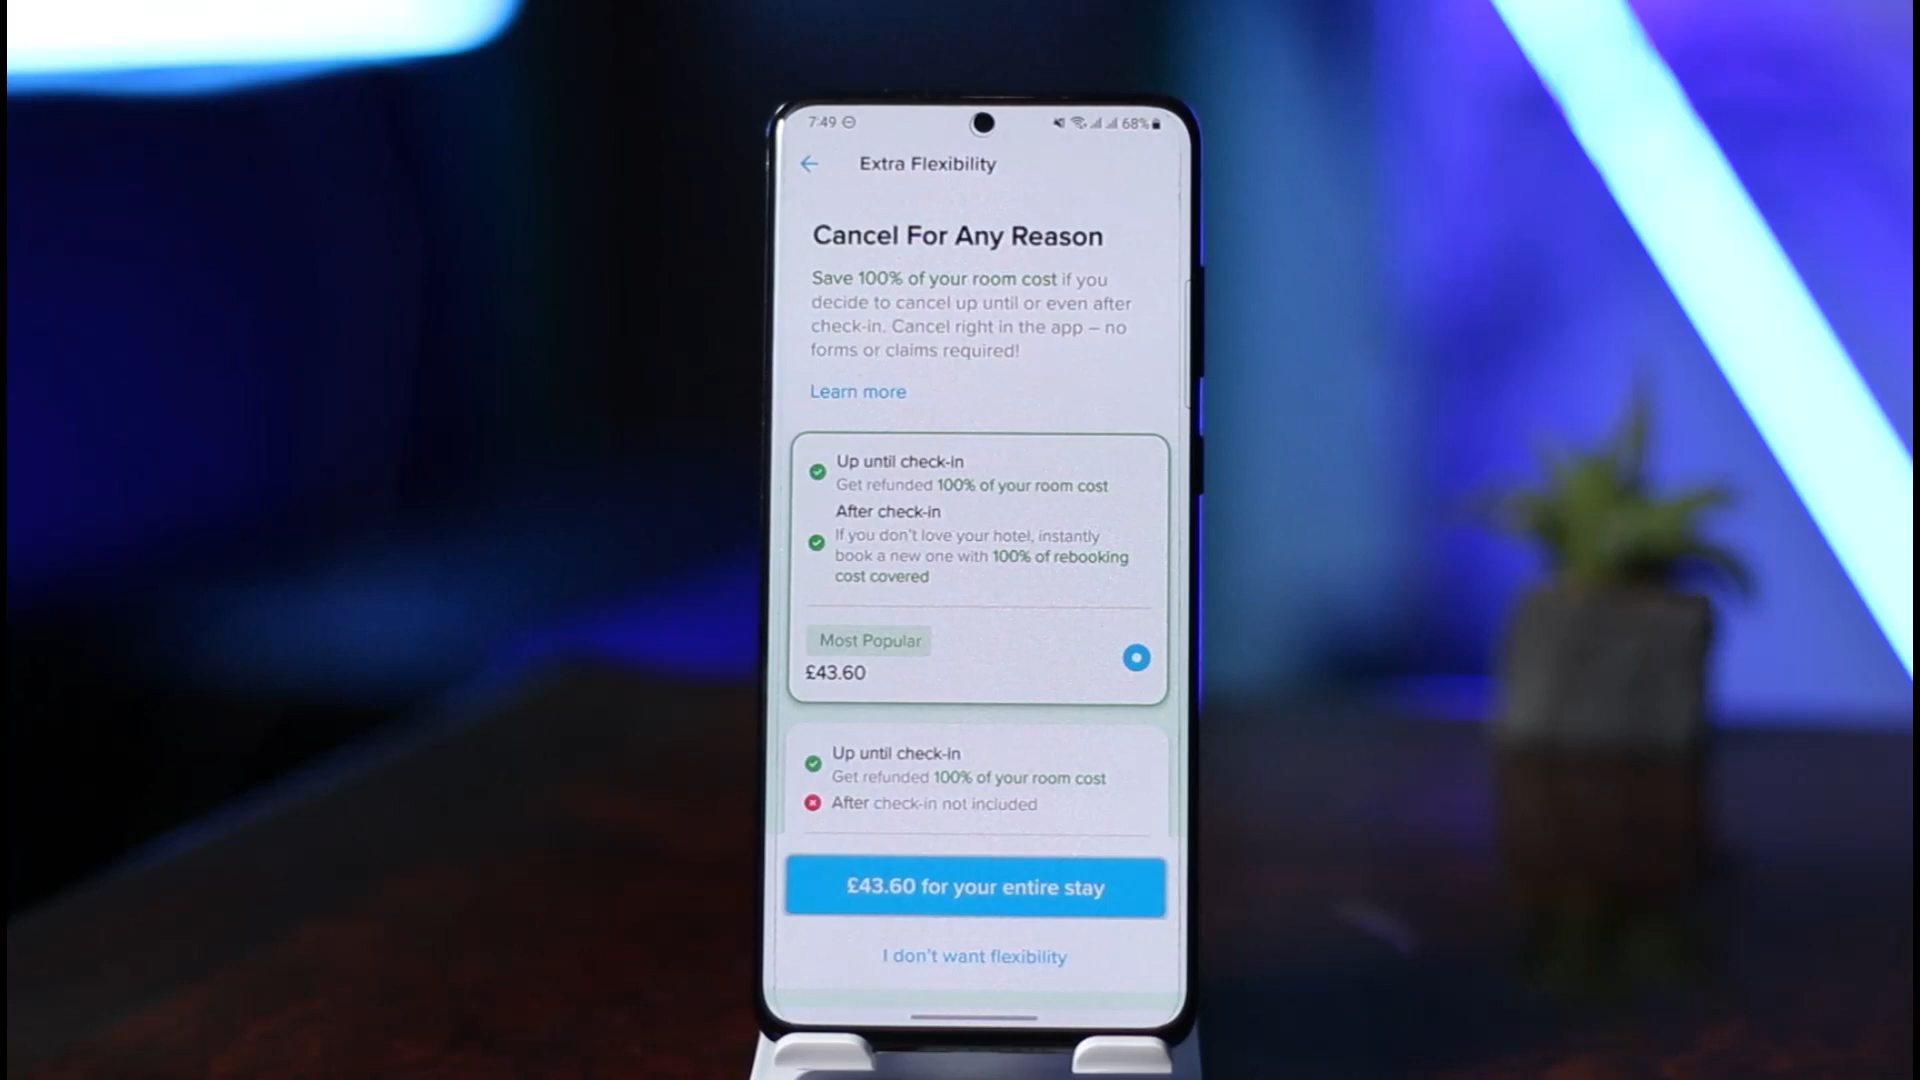 7:49
68%
Extra Flexibility
Cancel For Any Reason
Save 100% of your room cost if you
decide to cancel up until or even after
check-in. Cancel right in the app – no
forms or claims required!
Learn more
Up until check-in
Get refunded 100% of your room cost
After check-in
If you don't love your hotel, instantly
book a new one with 100% of rebooking
cost covered
Most Popular
£43.60
Up until check-in
Get refunded 100% of your room cost
After check-in not included
£43.60 for your entire stay
I don't want flexibility